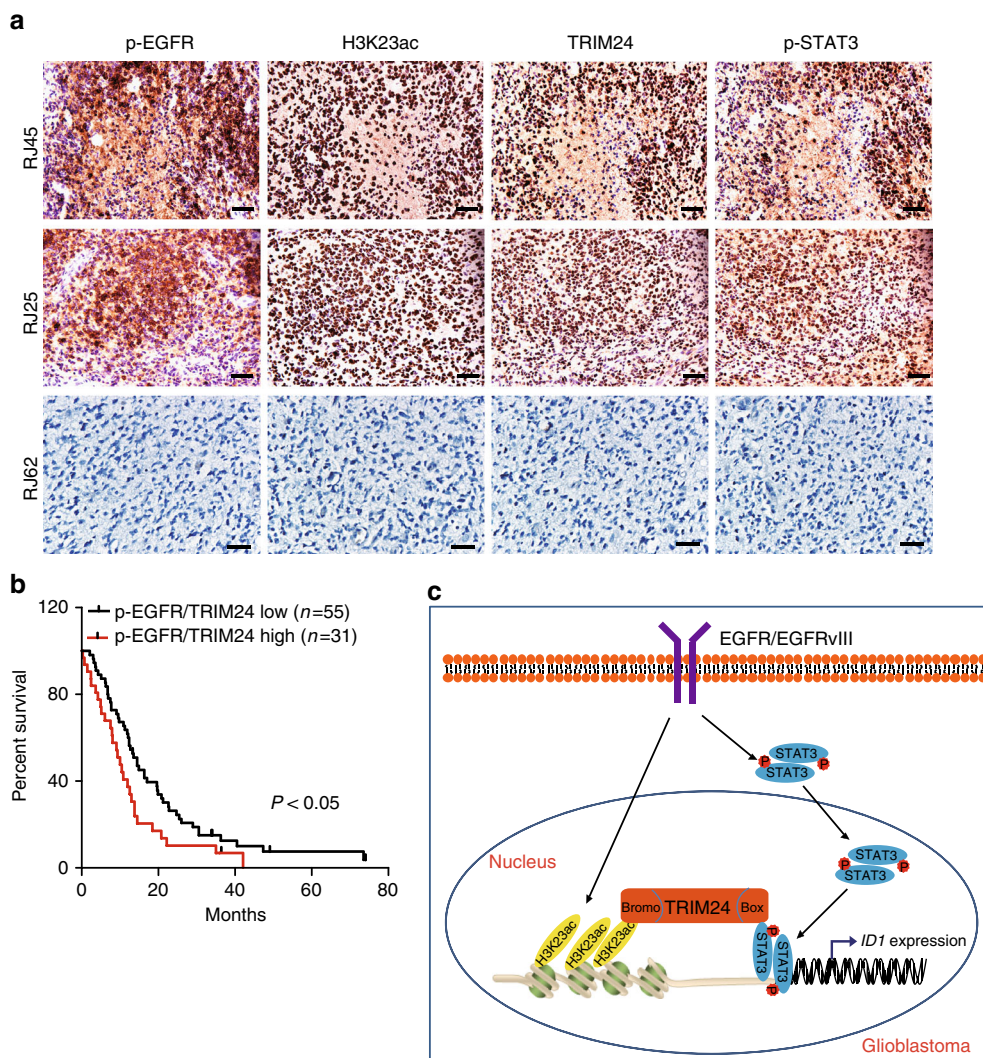 a
p-EGFR H3K23ac TRIM24 p-STAT3
RJ45
RJ25
RJ62
b
120
80
40
0
p-EGFR/TRIM24 low (n=55)
p-EGFR/TRIM24 high (n=31)
Percent survival
P < 0.05
0 20 40 60 80
Months
c
EGFR/EGFRvIII
P STAT3 P
STAT3
Nucleus
P STAT3 P
STAT3
Bromo TRIM24 Box
H3K23ac H3K23ac H3K23ac
P
STAT3 STAT3
P
ID1 expression
Glioblastoma